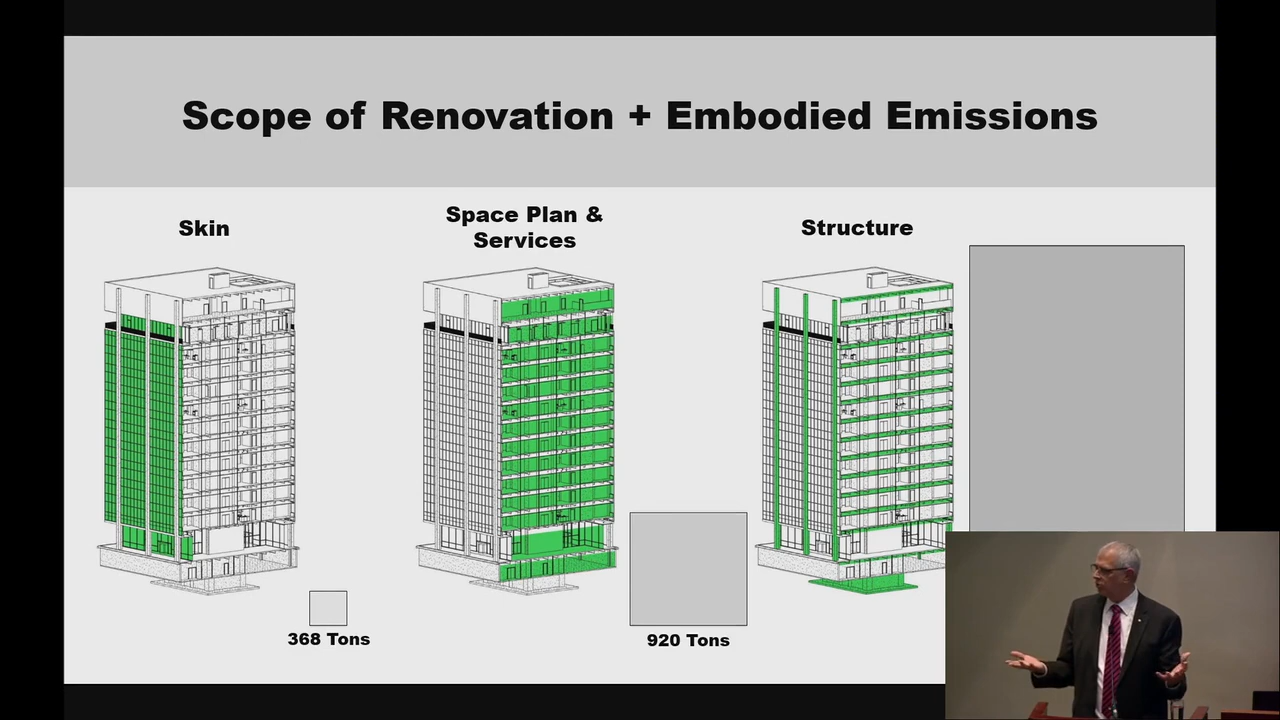 Scope of Renovation + Embodied Emissions
Skin
Space Plan &
Services
Structure
368 Tons
920 Tons